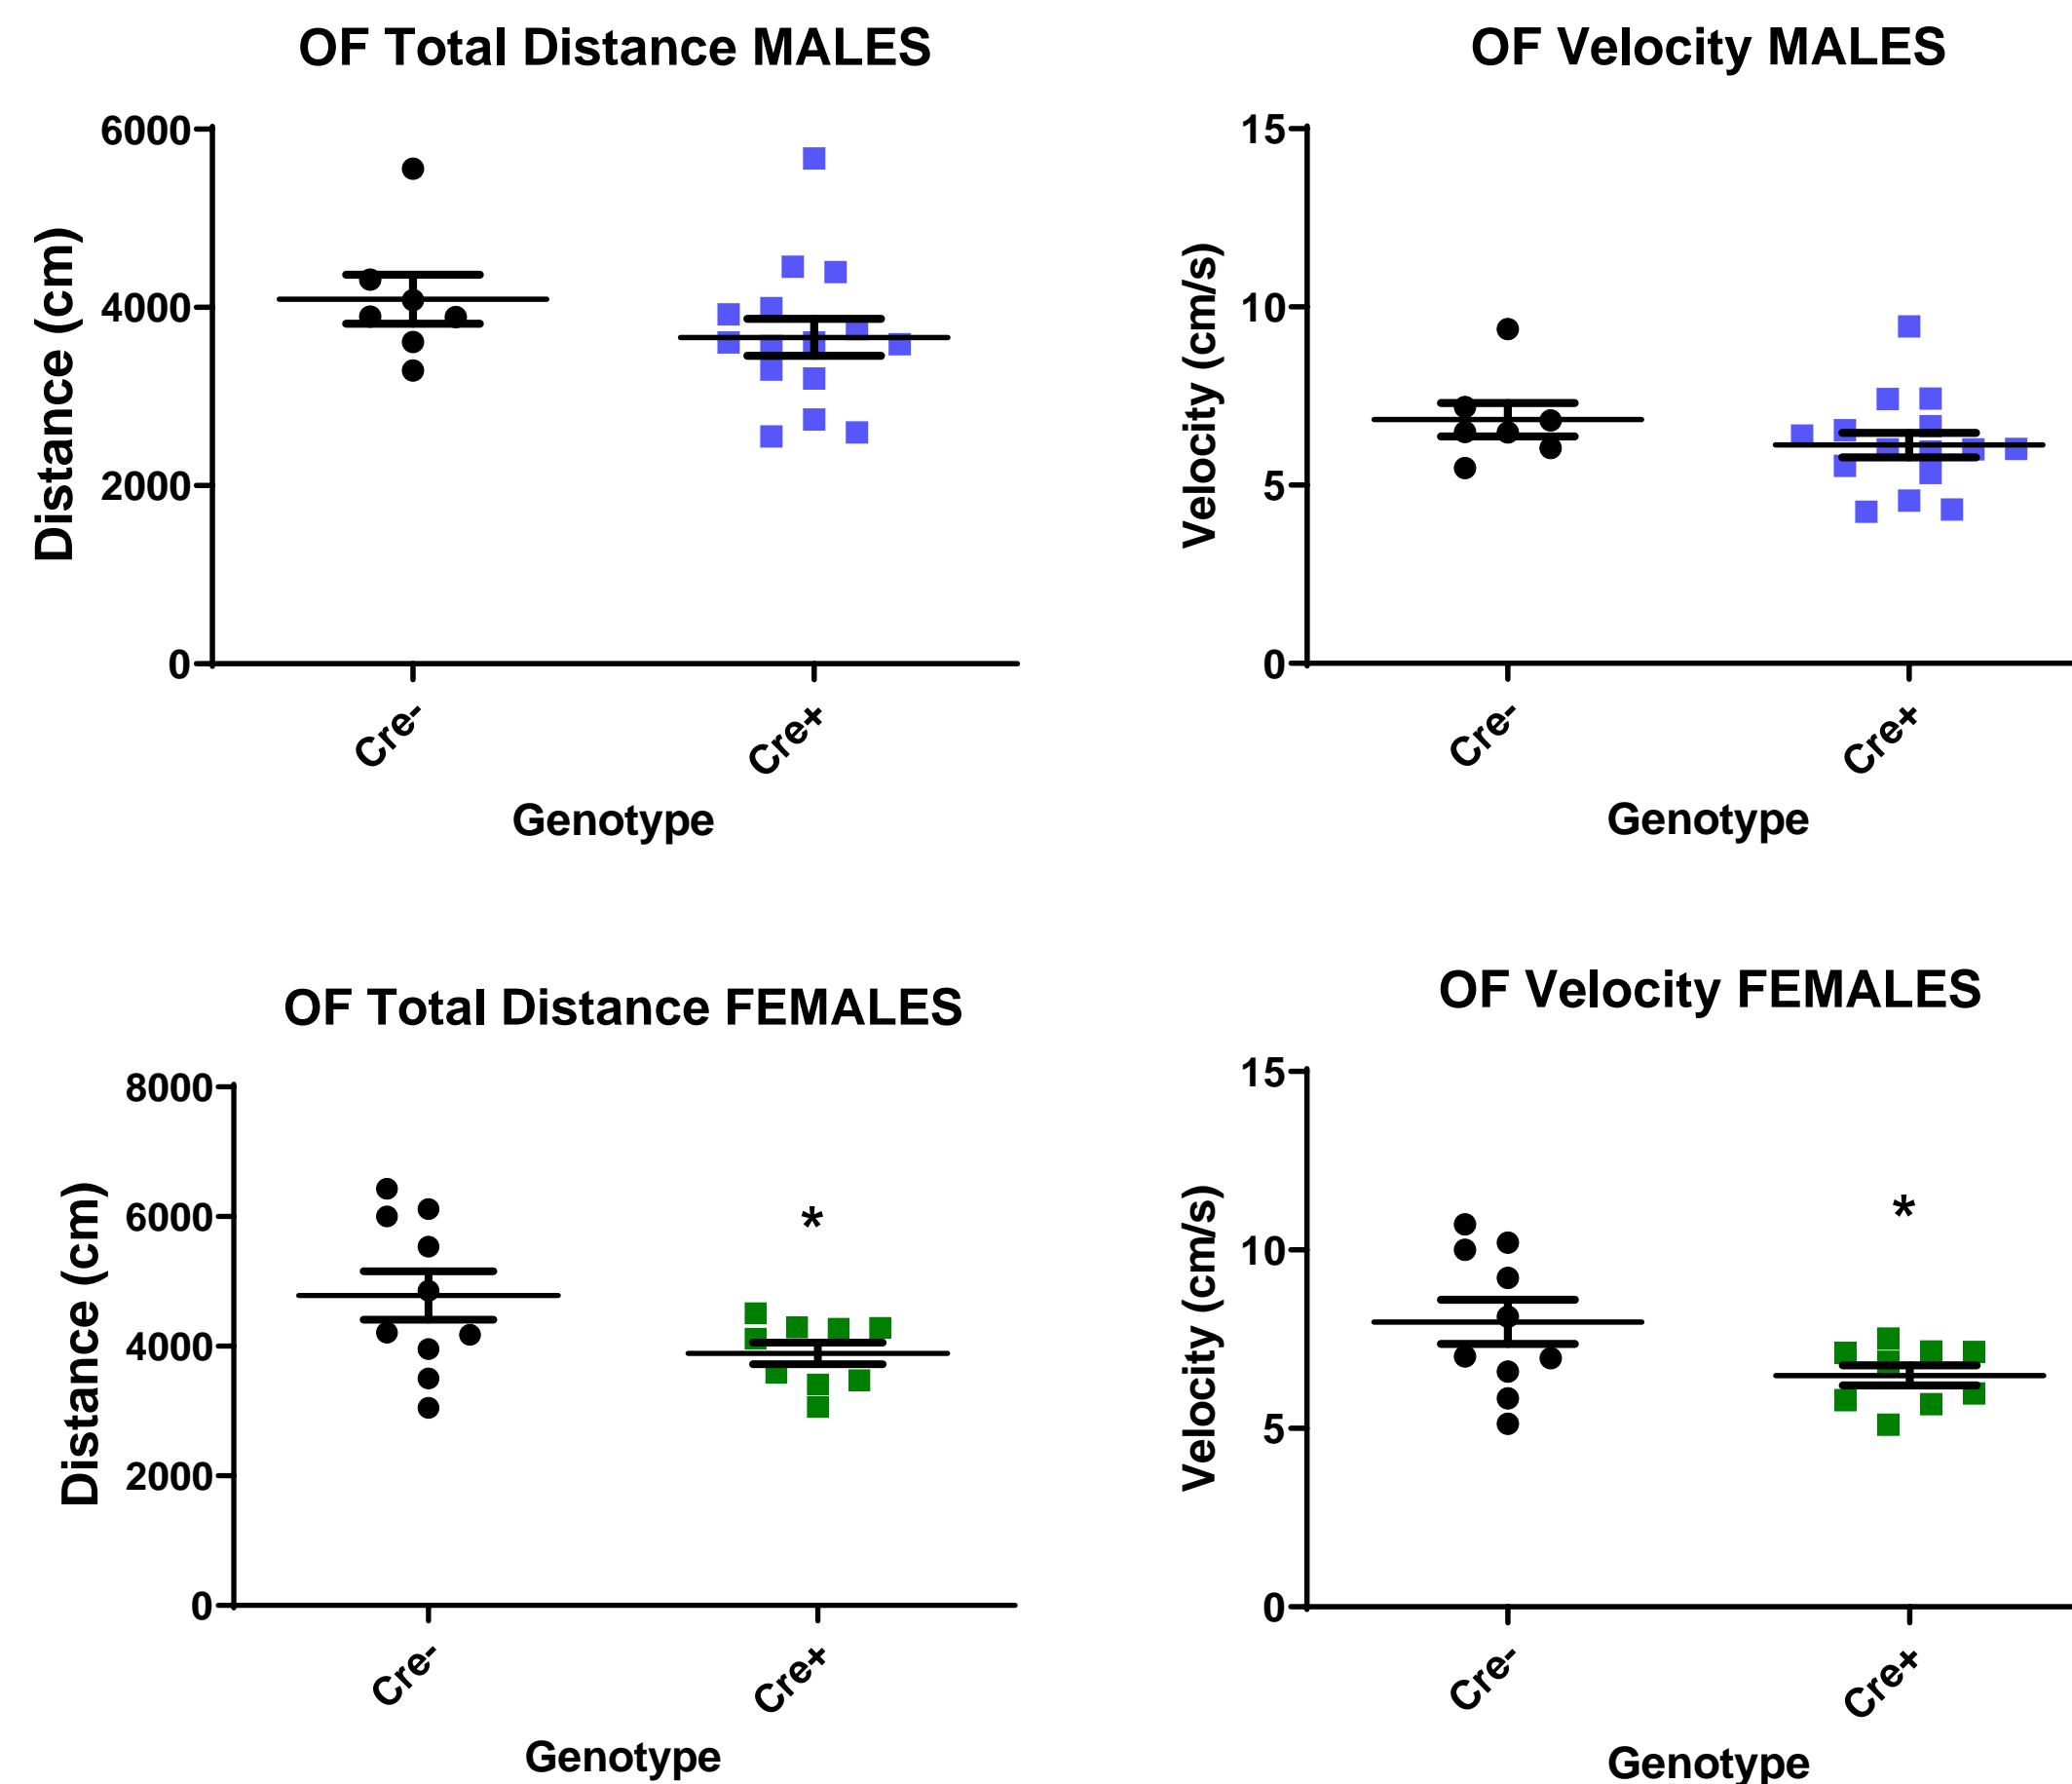 OF Total Distance MALES
6000
4000
2000
0
Distance (cm)
Cre-
Cre+
Genotype
OF Velocity MALES
15
10
5
0
Velocity (cm/s)
Cre-
Cre+
Genotype
OF Total Distance FEMALES
8000
6000
4000
2000
0
Distance (cm)
*
Cre-
Cre+
Genotype
OF Velocity FEMALES
15
10
5
0
Velocity (cm/s)
*
Cre-
Cre+
Genotype